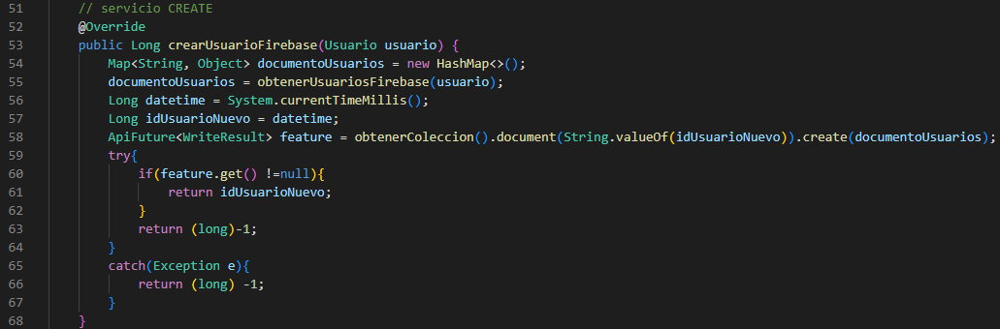 51 // servicio CREATE
52 @Override
53 public Long crearUsuarioFirebase(Usuario usuario) {
54 Map<String, Object> documentoUsuarios = new HashMap<>();
55 documentoUsuarios = obtenerUsuariosFirebase(usuario);
56 Long datetime = System.currentTimeMillis();
57 Long idUsuarioNuevo = datetime;
58 ApiFuture<WriteResult> feature = obtenerColeccion().document(String.valueOf(idUsuarioNuevo)).create(documentoUsuarios);
59 try{
60 if(feature.get() !=null){
61 return idUsuarioNuevo;
62 }
63 return (long)-1;
64 }
65 catch(Exception e){
66 return (long) -1;
67 }
68 }